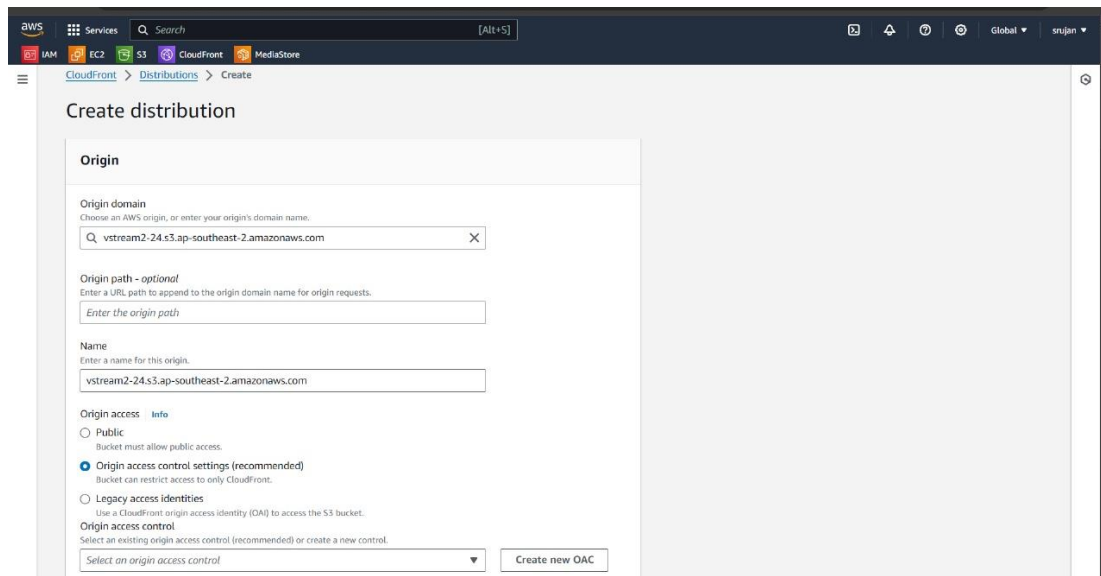 aws Services Search [Alt+S] Global ▼ srujan ▼
IAM EC2 S3 CloudFront MediaStore
CloudFront > Distributions > Create
Create distribution
Origin
Origin domain
Choose an AWS origin, or enter your origin's domain name.
vstream2-24.s3.ap-southeast-2.amazonaws.com
Origin path - optional
Enter a URL path to append to the origin domain name for origin requests.
Enter the origin path
Name
Enter a name for this origin.
vstream2-24.s3.ap-southeast-2.amazonaws.com
Origin access Info
Public
Bucket must allow public access.
Origin access control settings (recommended)
Bucket can restrict access to only CloudFront.
Legacy access identities
Use a CloudFront origin access identity (OAI) to access the S3 bucket.
Origin access control
Select an existing origin access control (recommended) or create a new control.
Select an origin access control ▼ Create new OAC